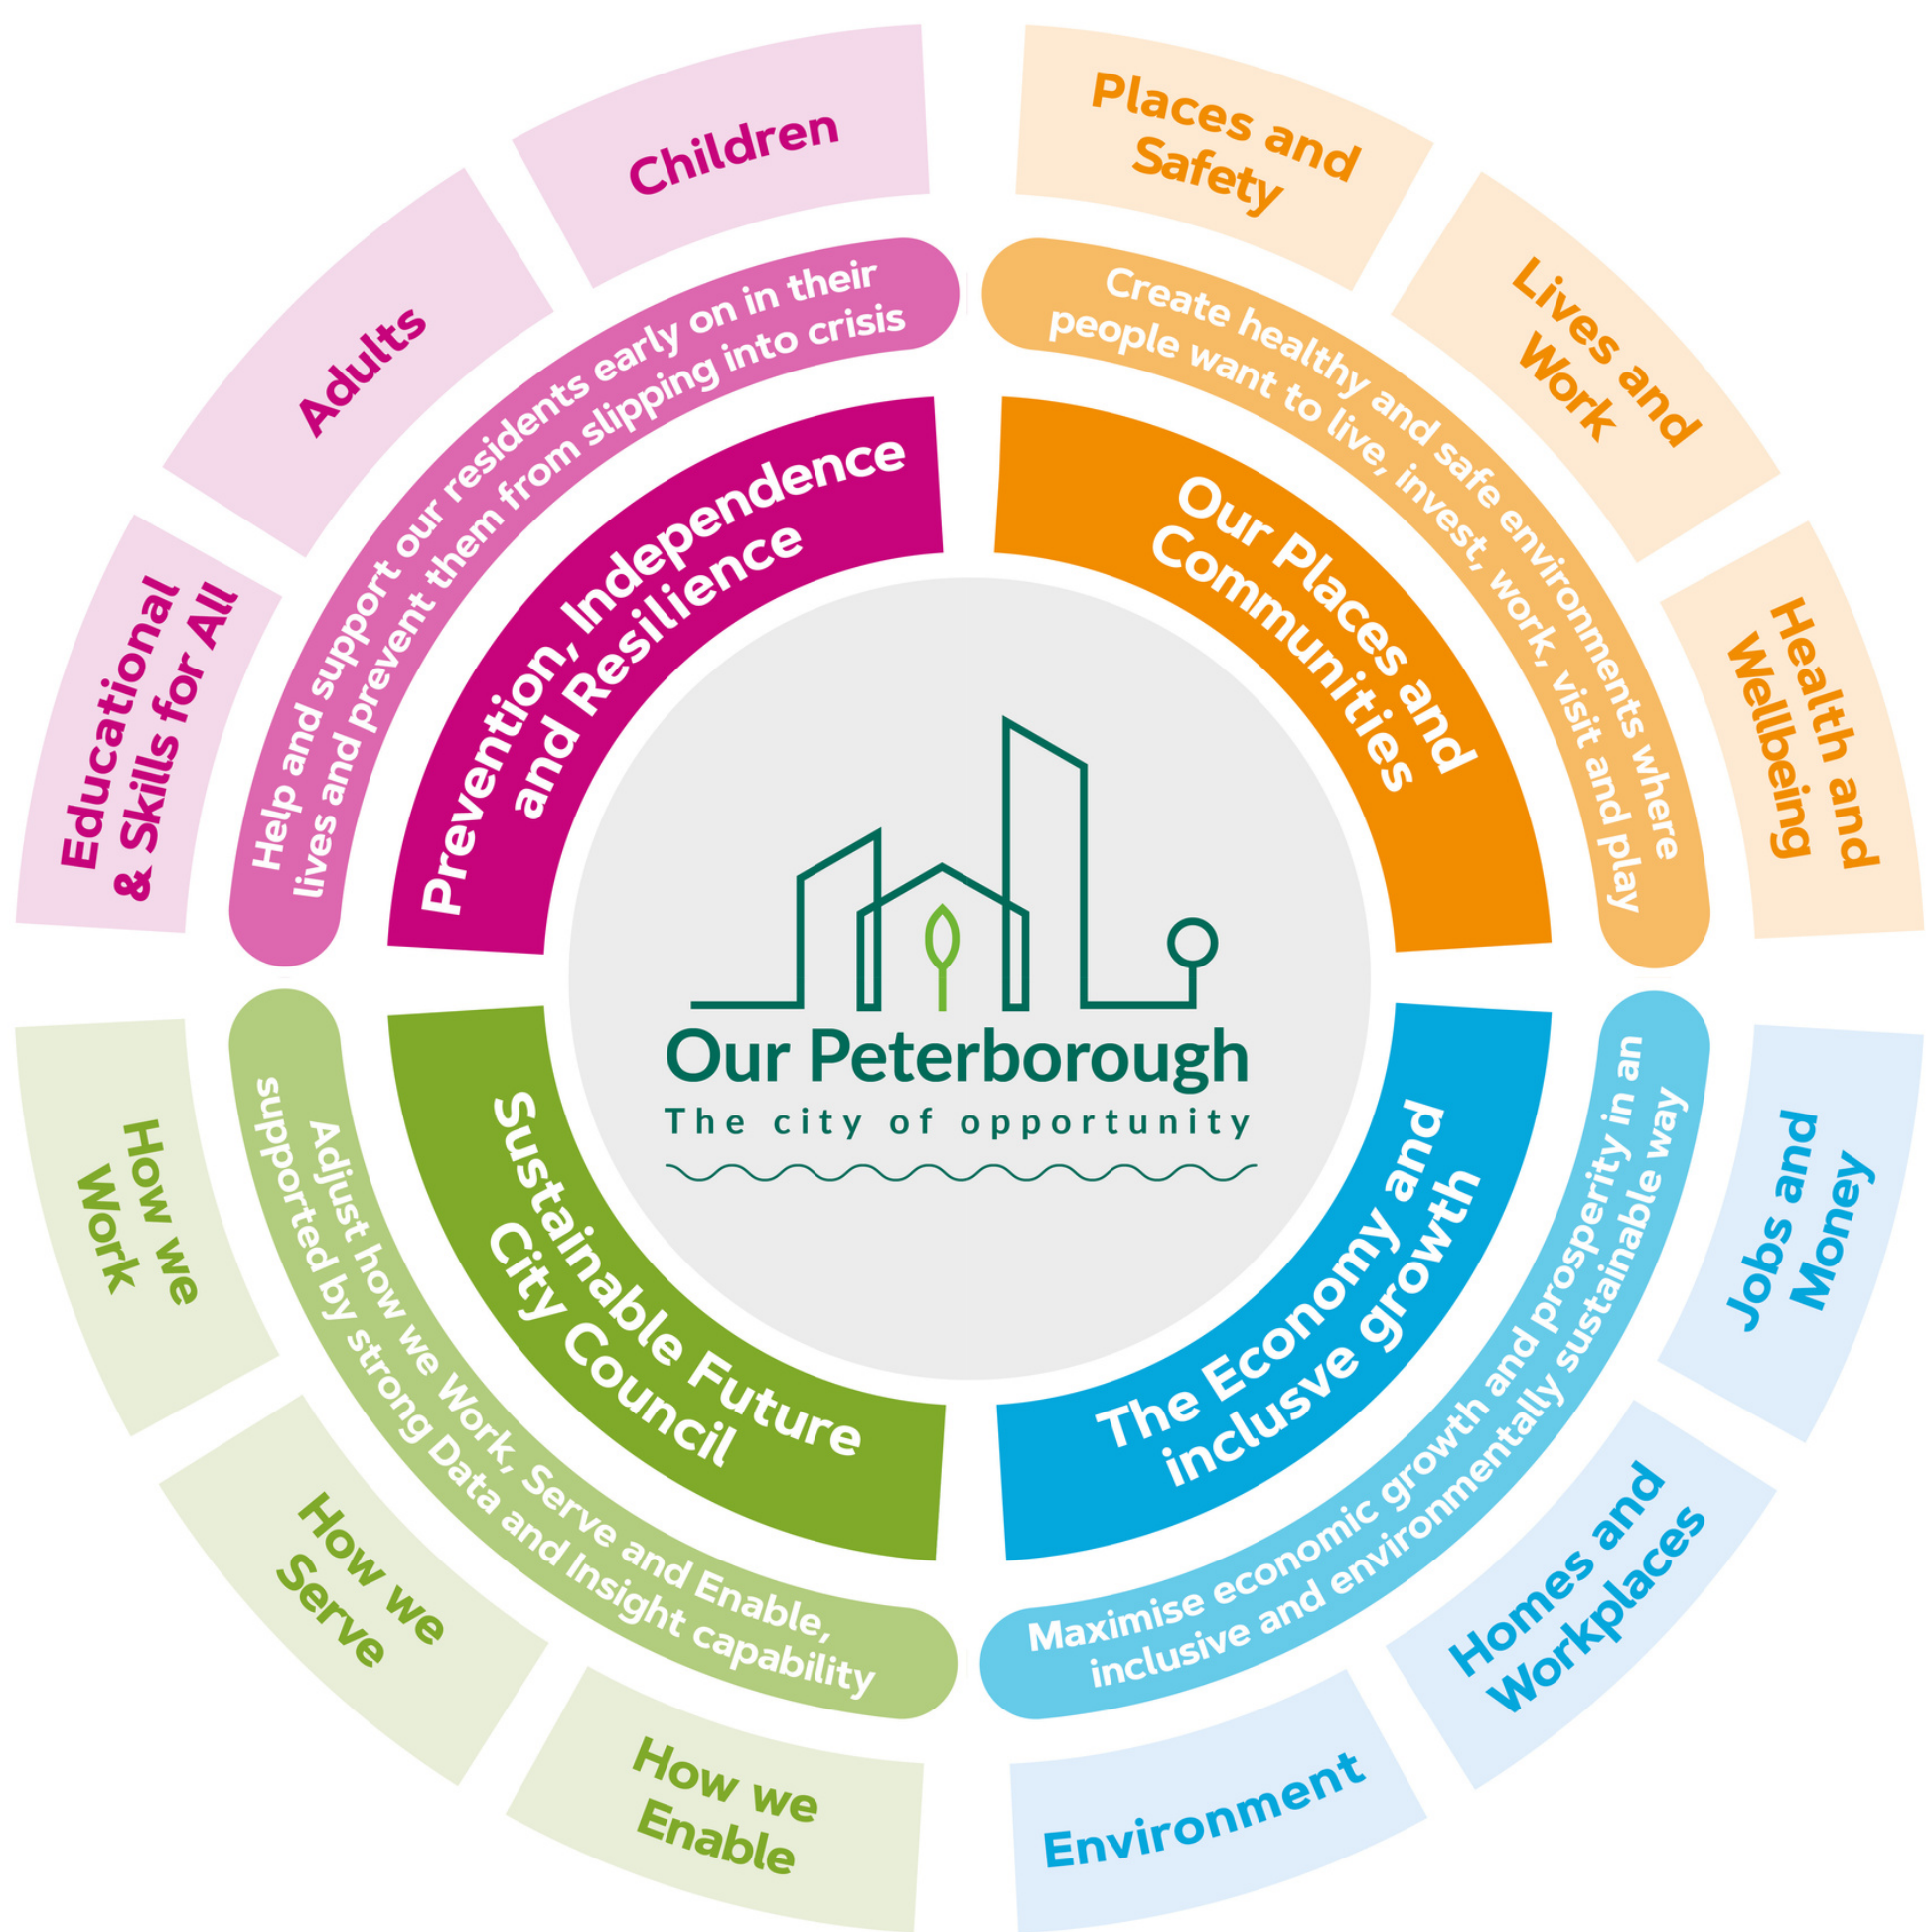 Children
Adults
Educational
& Skills for All
Help and support our residents early on in their
lives and prevent them from slipping into crisis
Prevention, Independence
and Resilience
Places and
Safety
Lives and
Work
Health and
Wellbeing
Create healthy and safe environments where
people want to live, invest, work, visit and play
Our Places and
Communities
Our Peterborough
The city of opportunity
Jobs and
Money
Homes and
Workplaces
Environment
Maximise economic growth and prosperity in an
inclusive and environmentally sustainable way
The Economy and
inclusve growth
How we
Work
How we
Serve
How we
Enable
Adjust how we Work, Serve and Enable,
supported by strong Data and Insight capability
Sustainable Future
City Council